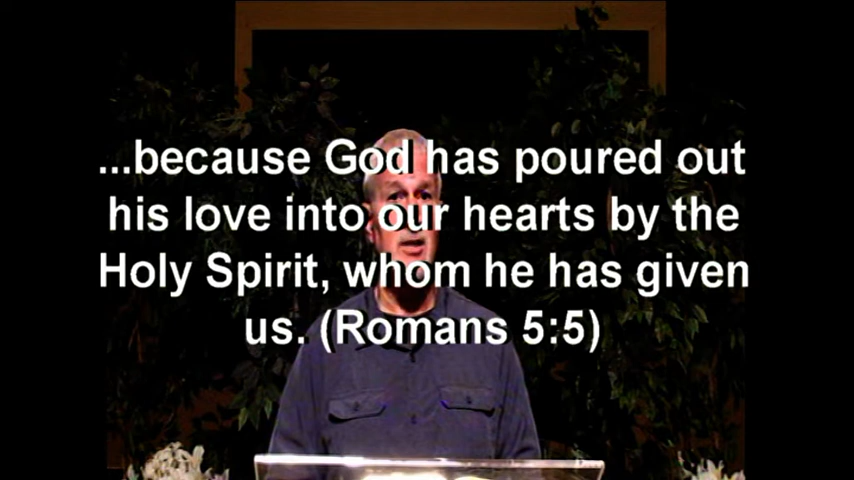 ...because God has poured out
his love into our hearts by the
Holy Spirit, whom he has given
us. (Romans 5:5)